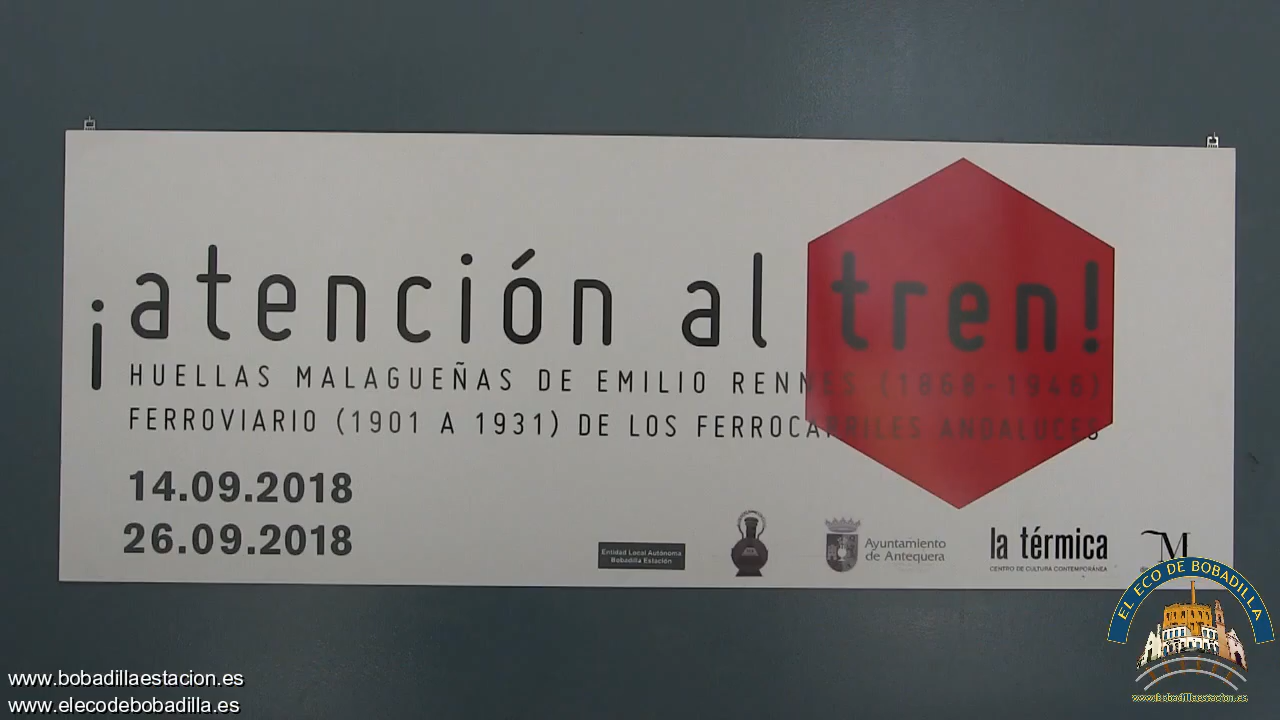 ¡atención al tren!
HUELLAS MALAGUEÑAS DE EMILIO RENNES (1868-1946)
FERROVIARIO (1901 A 1931) DE LOS FERROCARRILES ANDALUCES
14.09.2018
26.09.2018
Entidad Local Autónoma
Bobadilla Estación
Ayuntamiento
de Antequera
la térmica
CENTRO DE CULTURA CONTEMPORÁNEA
M
EL ECO DE BOBADILLA
www.bobadillaestacion.es
www.bobadillaestacion.es
www.elecodebobadilla.es